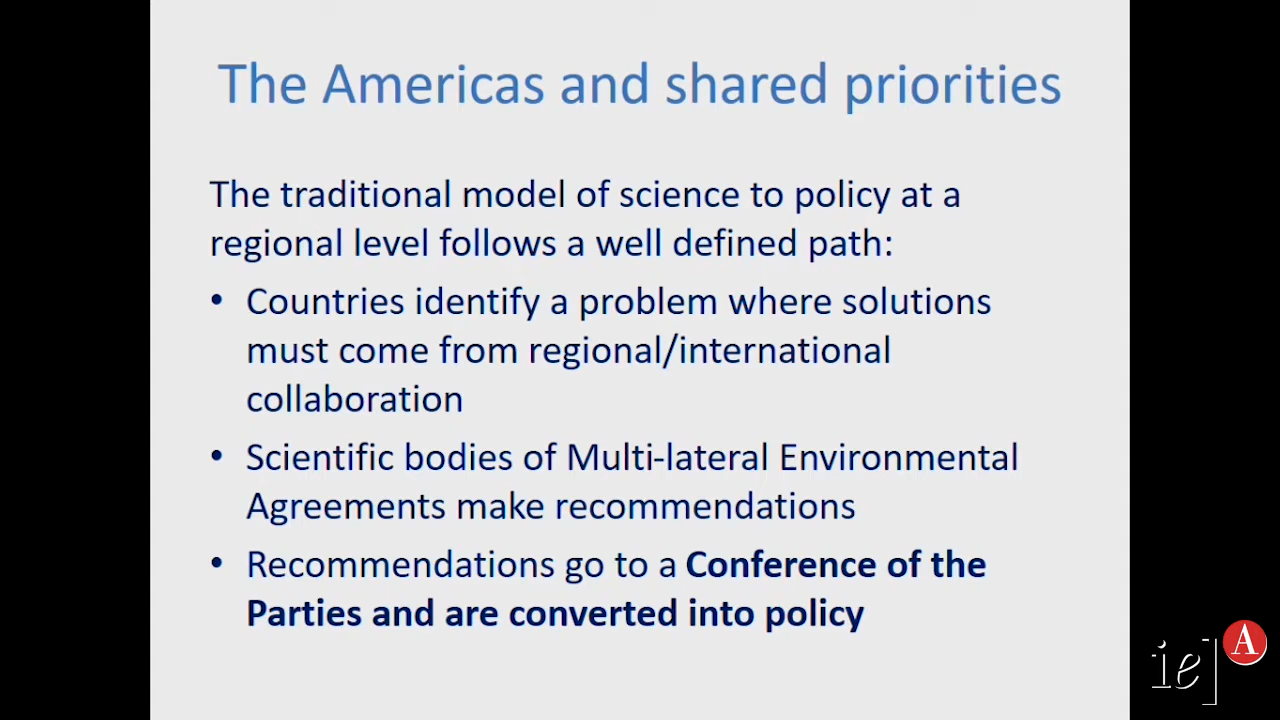 The Americas and shared priorities
The traditional model of science to policy at a
regional level follows a well defined path:
• Countries identify a problem where solutions
must come from regional/international
collaboration
• Scientific bodies of Multi-lateral Environmental
Agreements make recommendations
• Recommendations go to a Conference of the
Parties and are converted into policy
ie] A